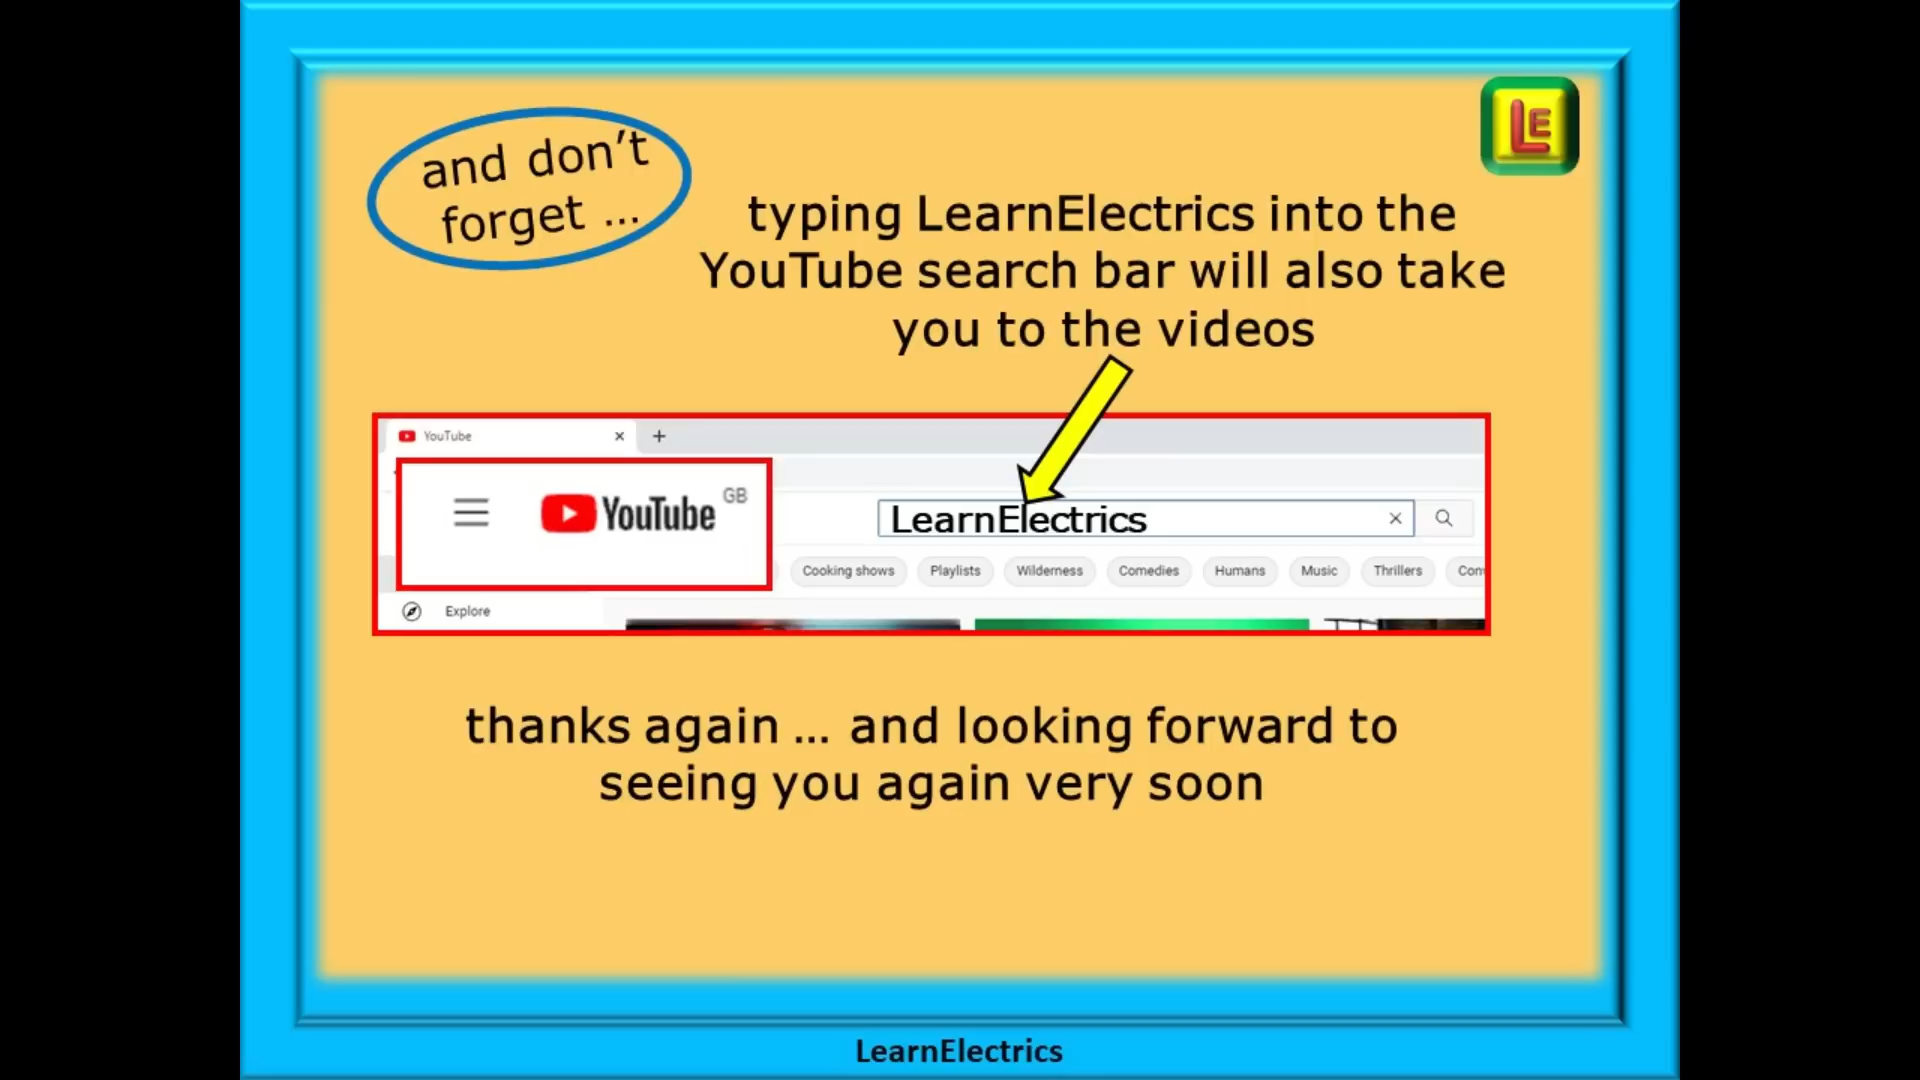 and don't
forget ...
LE
typing LearnElectrics into the
YouTube search bar will also take
you to the videos
YouTube
YouTube GB
LearnElectrics
Cooking shows
Playlists
Wilderness
Comedies
Humans
Music
Thrillers
Explore
thanks again ... and looking forward to
seeing you again very soon
LearnElectrics